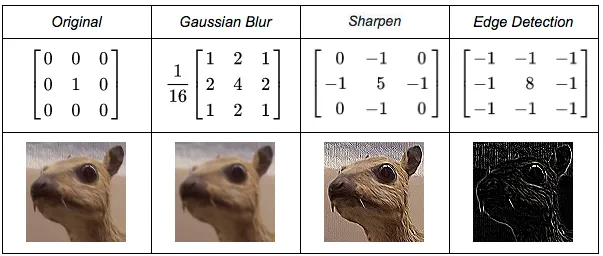 Original Gaussian Blur Sharpen Edge Detection
0 0 0 1 2 1 0 −1 0 −1 −1 −1
0 1 0 1/16 2 4 2 −1 5 −1 −1 8 −1
0 0 0 1 2 1 0 −1 0 −1 −1 −1